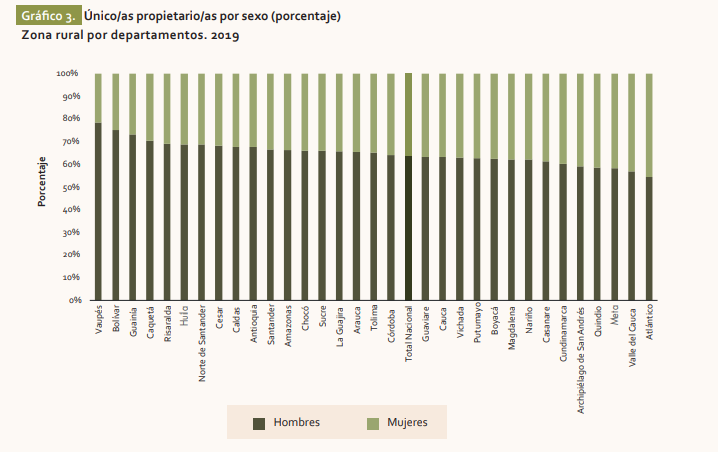 Gráfico 3. Único/as propietario/as por sexo (porcentaje)
Zona rural por departamentos. 2019
Porcentaje
100%
90%
80%
70%
60%
50%
40%
30%
20%
10%
0%
Vaupés
Bolívar
Guainía
Caquetá
Risaralda
Huila
Norte de Santander
Cesar
Caldas
Antioquia
Santander
Amazonas
Chocó
Sucre
La Guajira
Arauca
Tolima
Córdoba
Total Nacional
Guaviare
Cauca
Vichada
Putumayo
Boyacá
Magdalena
Nariño
Casanare
Cundinamarca
Archipiélago de San Andrés
Quindio
Meta
Valle del Cauca
Atlántico
Hombres
Mujeres